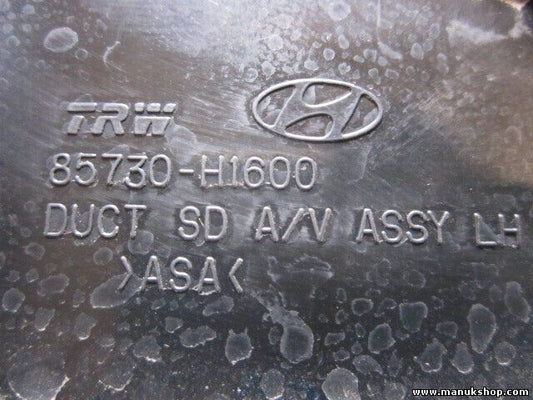 TRW
85730-H1600
DUCT SD A/V ASSY LH
>ASA<
www.manukshop.com